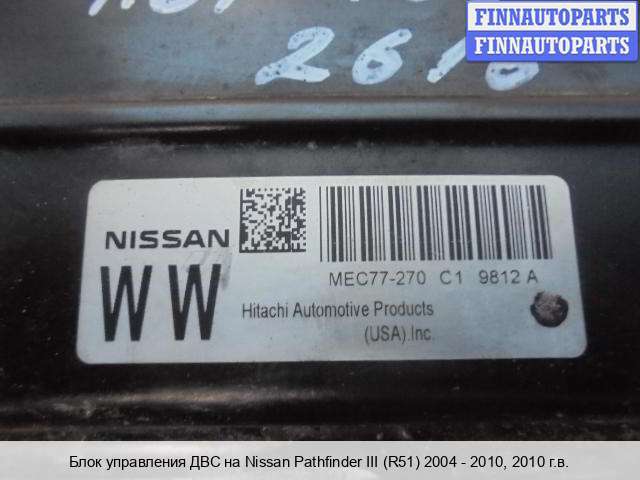 FINNAUTOPARTS
FINNAUTOPARTS
2616
NISSAN
WW
MEC77-270 C1 9812 A
Hitachi Automotive Products
(USA).Inc.
Блок управления ДВС на Nissan Pathfinder III (R51) 2004 - 2010, 2010 г.в.